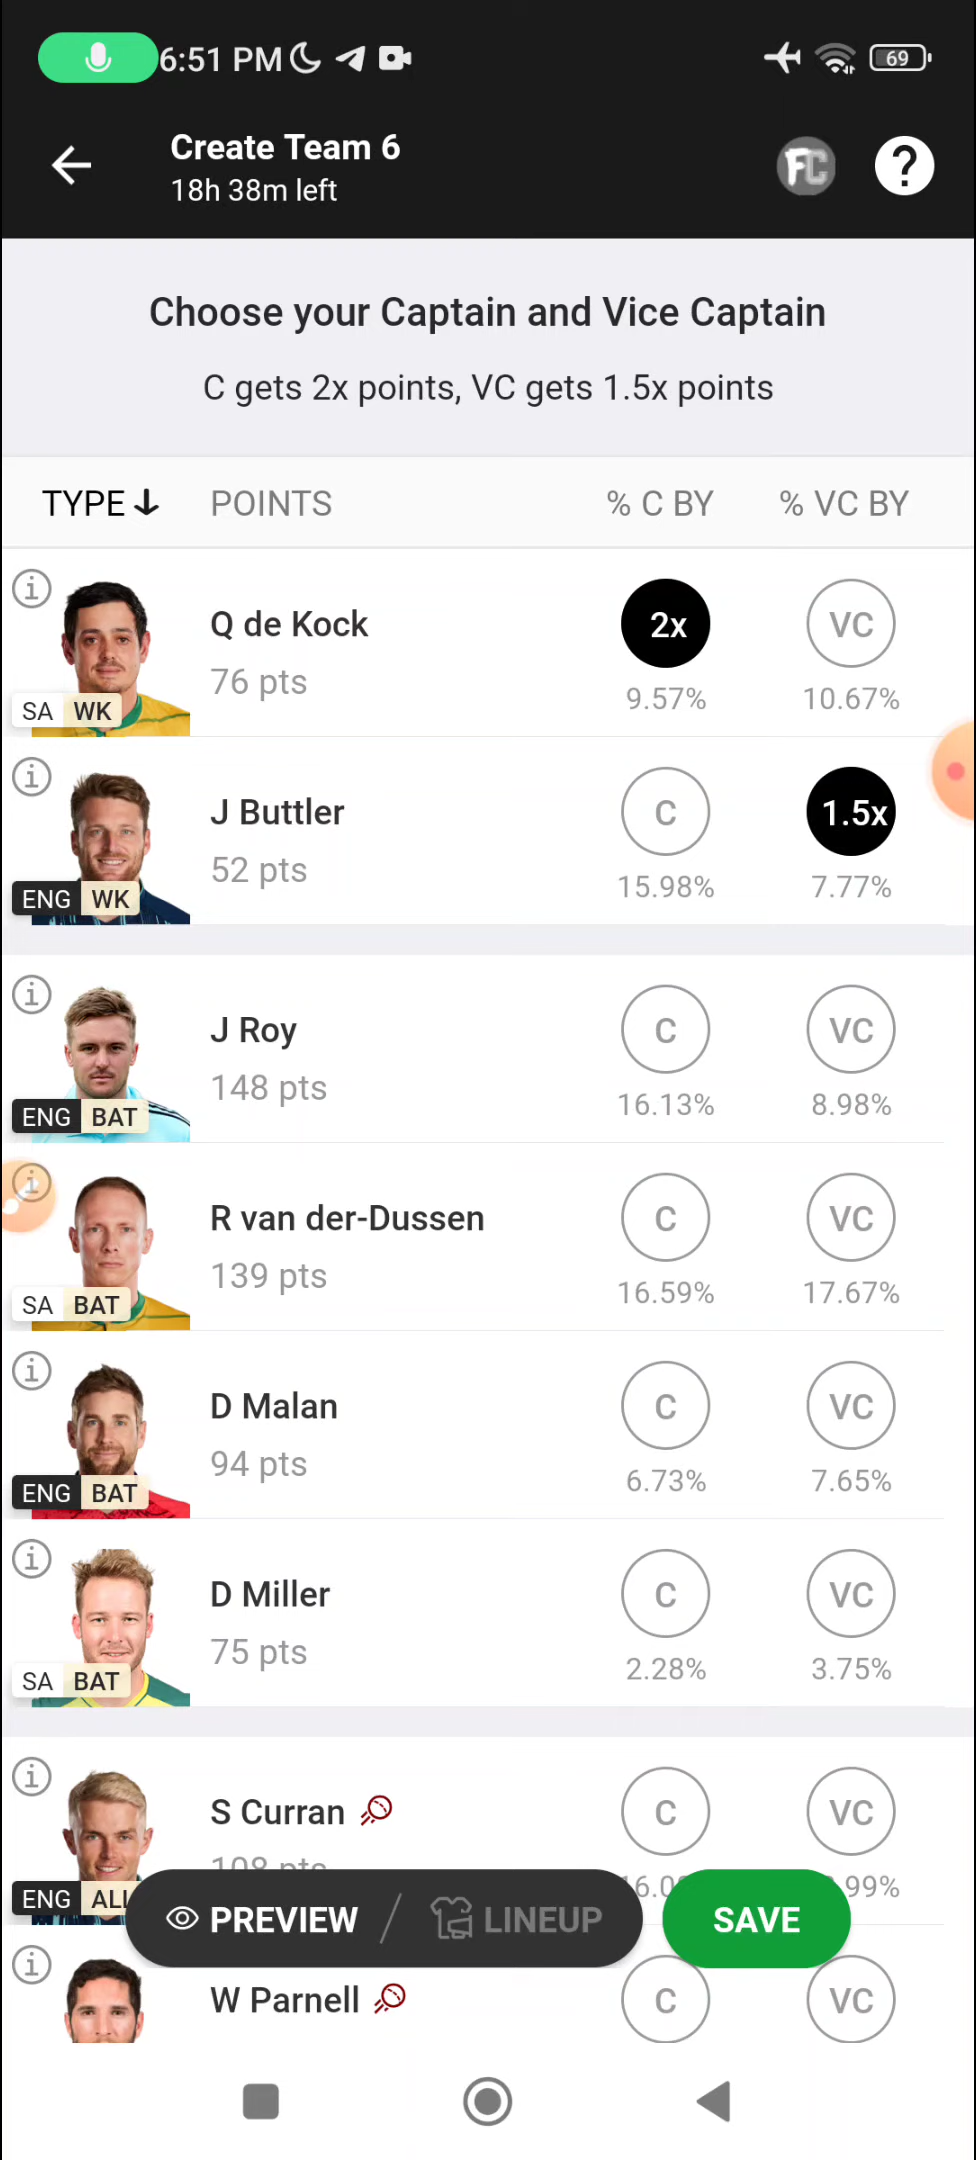 6:51 PM
69
Create Team 6
18h 38m left
FC
?
Choose your Captain and Vice Captain
C gets 2x points, VC gets 1.5x points
TYPE POINTS % C BY % VC BY
Q de Kock 2x VC
76 pts 9.57% 10.67%
SA WK
J Buttler C 1.5x
52 pts 15.98% 7.77%
ENG WK
J Roy C VC
148 pts 16.13% 8.98%
ENG BAT
R van der-Dussen C VC
139 pts 16.59% 17.67%
SA BAT
D Malan C VC
94 pts 6.73% 7.65%
ENG BAT
D Miller C VC
75 pts 2.28% 3.75%
SA BAT
S Curran C VC
108 pts
ENG ALL
PREVIEW LINEUP SAVE
W Parnell C VC